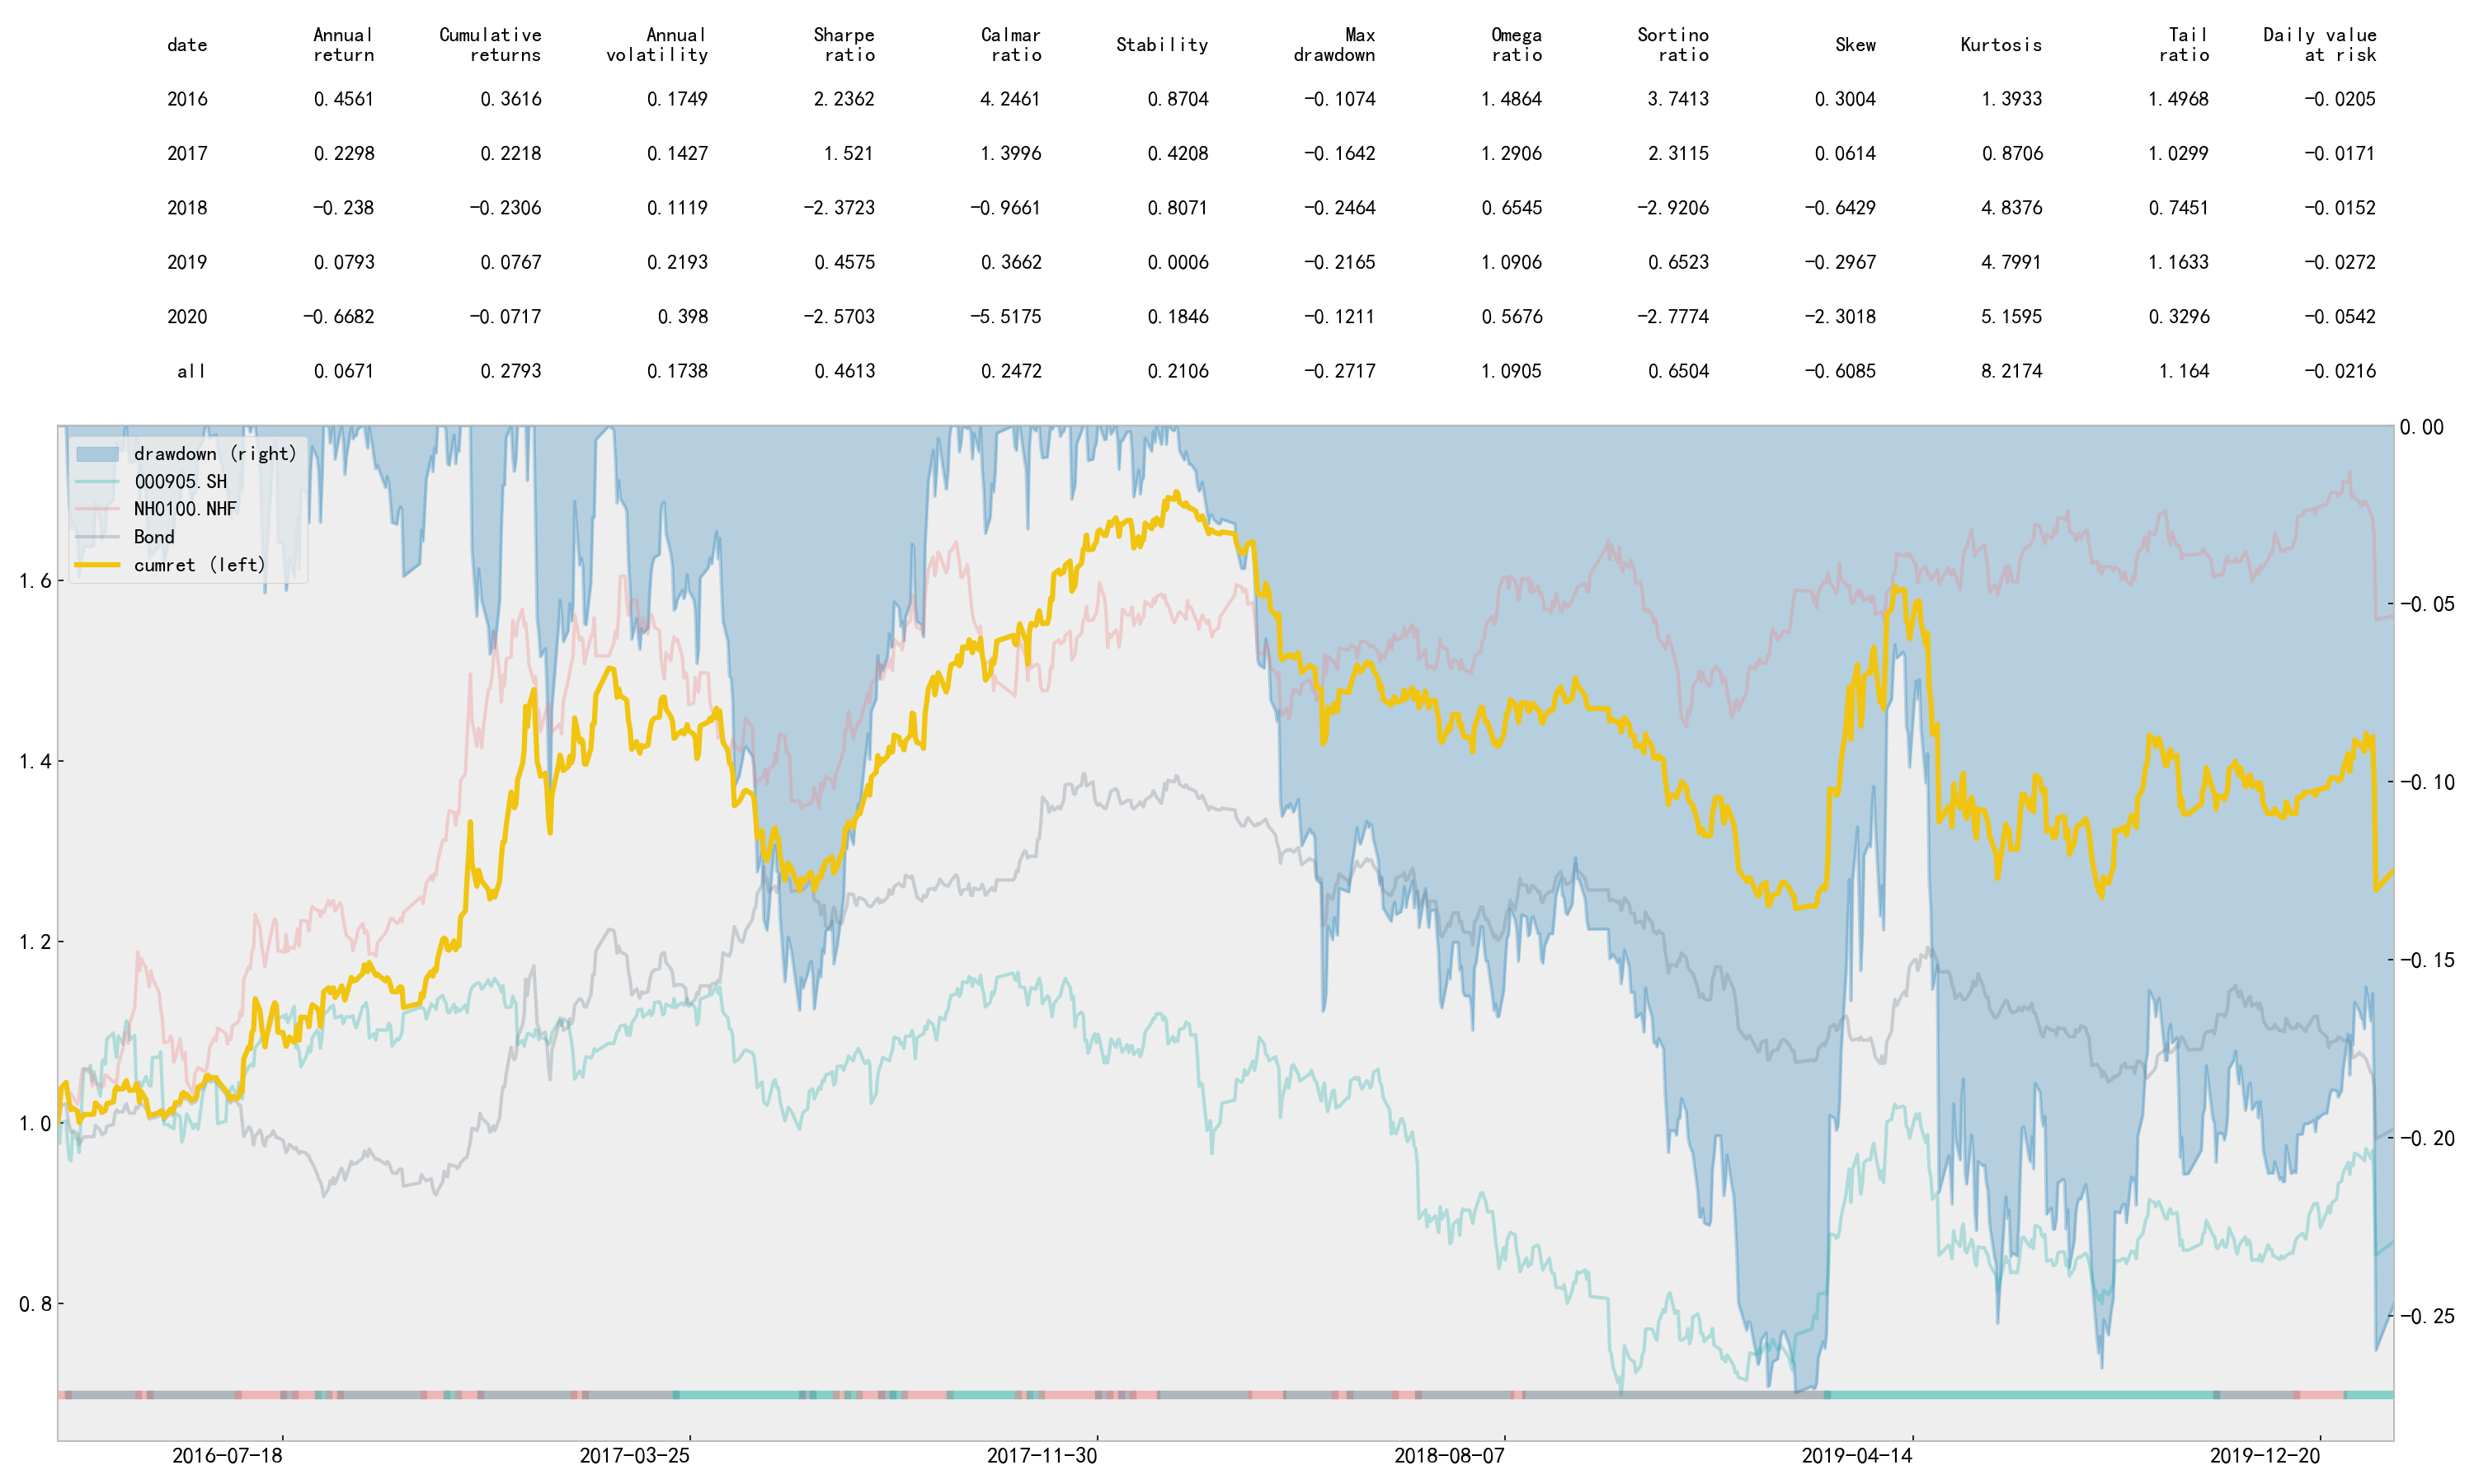 date Annual return Cumulative returns Annual volatility Sharpe ratio Calmar ratio Stability Max drawdown Omega ratio Sortino ratio Skew Kurtosis Tail ratio Daily value at risk
2016 0.4561 0.3616 0.1749 2.2362 4.2461 0.8704 −0.1074 1.4864 3.7413 0.3004 1.3933 1.4968 −0.0205
2017 0.2298 0.2218 0.1427 1.521 1.3996 0.4208 −0.1642 1.2906 2.3115 0.0614 0.8706 1.0299 −0.0171
2018 −0.238 −0.2306 0.1119 −2.3723 −0.9661 0.8071 −0.2464 0.6545 −2.9206 −0.6429 4.8376 0.7451 −0.0152
2019 0.0793 0.0767 0.2193 0.4575 0.3662 0.0006 −0.2165 1.0906 0.6523 −0.2967 4.7991 1.1633 −0.0272
2020 −0.6682 −0.0717 0.398 −2.5703 −5.5175 0.1846 −0.1211 0.5676 −2.7774 −2.3018 5.1595 0.3296 −0.0542
all 0.0671 0.2793 0.1738 0.4613 0.2472 0.2106 −0.2717 1.0905 0.6504 −0.6085 8.2174 1.164 −0.0216
drawdown (right)
000905.SH
NH0100.NHF
Bond
cumret (left)
1.6
1.4
1.2
1.0
0.8
0.00
−0.05
−0.10
−0.15
−0.20
−0.25
2016−07−18 2017−03−25 2017−11−30 2018−08−07 2019−04−14 2019−12−20